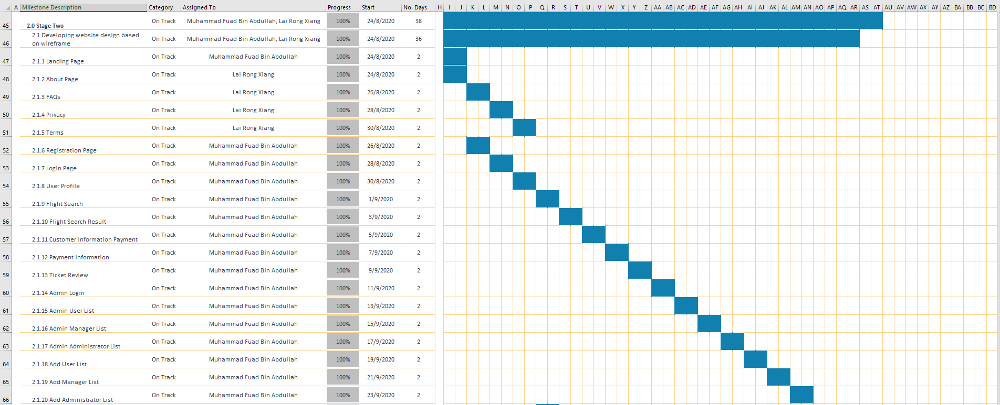 A Milestone Description Category Assigned To Progress Start No. Days H I J K L M N O P Q R S T U V W X Y Z AA AB AC AD AE AF AG AH AI AJ AK AL AM AN AO AP AQ AR AS AT AU AV AW AX AY AZ BA BB BC BD
45 2.0 Stage Two On Track Muhammad Fuad Bin Abdullah, Lai Rong Xiang 100% 24/8/2020 38
46 2.1 Developing website design based
on wireframe On Track Muhammad Fuad Bin Abdullah, Lai Rong Xiang 100% 24/8/2020 36
47 2.1.1 Landing Page On Track Muhammad Fuad Bin Abdullah 100% 24/8/2020 2
48 2.1.2 About Page On Track Lai Rong Xiang 100% 24/8/2020 2
49 2.1.3 FAQs On Track Lai Rong Xiang 100% 26/8/2020 2
50 2.1.4 Privacy On Track Lai Rong Xiang 100% 28/8/2020 2
51 2.1.5 Terms On Track Lai Rong Xiang 100% 30/8/2020 2
52 2.1.6 Registration Page On Track Muhammad Fuad Bin Abdullah 100% 26/8/2020 2
53 2.1.7 Login Page On Track Muhammad Fuad Bin Abdullah 100% 28/8/2020 2
54 2.1.8 User Profile On Track Muhammad Fuad Bin Abdullah 100% 30/8/2020 2
55 2.1.9 Flight Search On Track Muhammad Fuad Bin Abdullah 100% 1/9/2020 2
56 2.1.10 Flight Search Result On Track Muhammad Fuad Bin Abdullah 100% 3/9/2020 2
57 2.1.11 Customer Information Payment On Track Muhammad Fuad Bin Abdullah 100% 5/9/2020 2
58 2.1.12 Payment Information On Track Muhammad Fuad Bin Abdullah 100% 7/9/2020 2
59 2.1.13 Ticket Review On Track Muhammad Fuad Bin Abdullah 100% 9/9/2020 2
60 2.1.14 Admin Login On Track Muhammad Fuad Bin Abdullah 100% 11/9/2020 2
61 2.1.15 Admin User List On Track Muhammad Fuad Bin Abdullah 100% 13/9/2020 2
62 2.1.16 Admin Manager List On Track Muhammad Fuad Bin Abdullah 100% 15/9/2020 2
63 2.1.17 Admin Administrator List On Track Muhammad Fuad Bin Abdullah 100% 17/9/2020 2
64 2.1.18 Add User List On Track Muhammad Fuad Bin Abdullah 100% 19/9/2020 2
65 2.1.19 Add Manager List On Track Muhammad Fuad Bin Abdullah 100% 21/9/2020 2
66 2.1.20 Add Administrator List On Track Muhammad Fuad Bin Abdullah 100% 23/9/2020 2